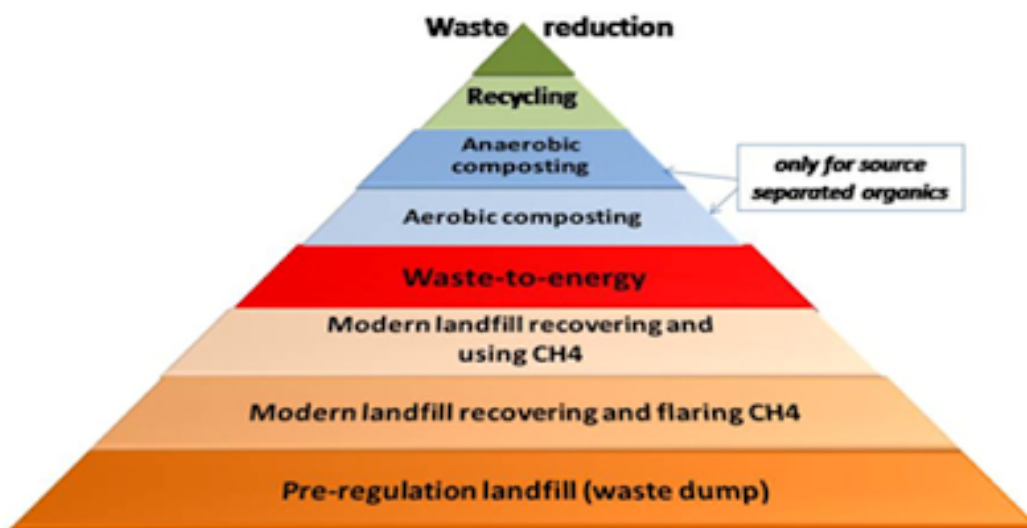 Waste reduction
Recycling
Anaerobic
composting
only for source
separated organics
Aerobic composting
Waste-to-energy
Modern landfill recovering and
using CH4
Modern landfill recovering and flaring CH4
Pre-regulation landfill (waste dump)